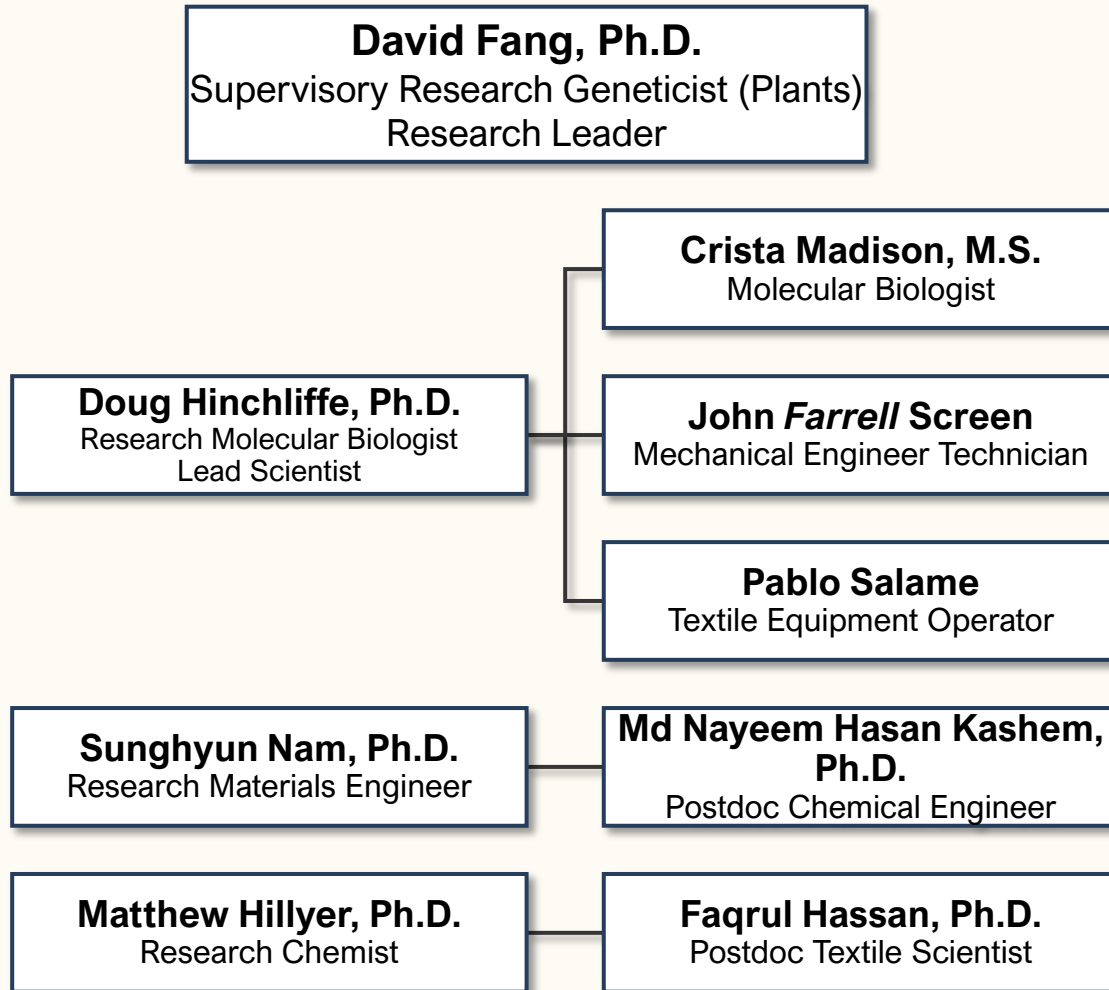 David Fang, Ph.D.
Supervisory Research Geneticist (Plants)
Research Leader
Doug Hinchliffe, Ph.D.
Research Molecular Biologist
Lead Scientist
Crista Madison, M.S.
Molecular Biologist
John Farrell Screen
Mechanical Engineer Technician
Pablo Salame
Textile Equipment Operator
Sunghyun Nam, Ph.D.
Research Materials Engineer
Md Nayeem Hasan Kashem,
Ph.D.
Postdoc Chemical Engineer
Matthew Hillyer, Ph.D.
Research Chemist
Faqrul Hassan, Ph.D.
Postdoc Textile Scientist